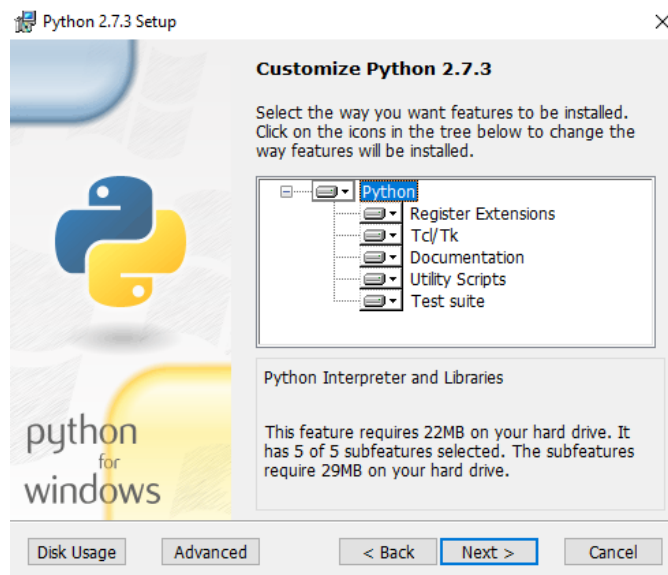 Python 2.7.3 Setup
Customize Python 2.7.3
Select the way you want features to be installed.
Click on the icons in the tree below to change the
way features will be installed.
Python
Register Extensions
Tcl/Tk
Documentation
Utility Scripts
Test suite
Python Interpreter and Libraries
This feature requires 22MB on your hard drive. It
has 5 of 5 subfeatures selected. The subfeatures
require 29MB on your hard drive.
python
for
windows
Disk Usage Advanced < Back Next > Cancel